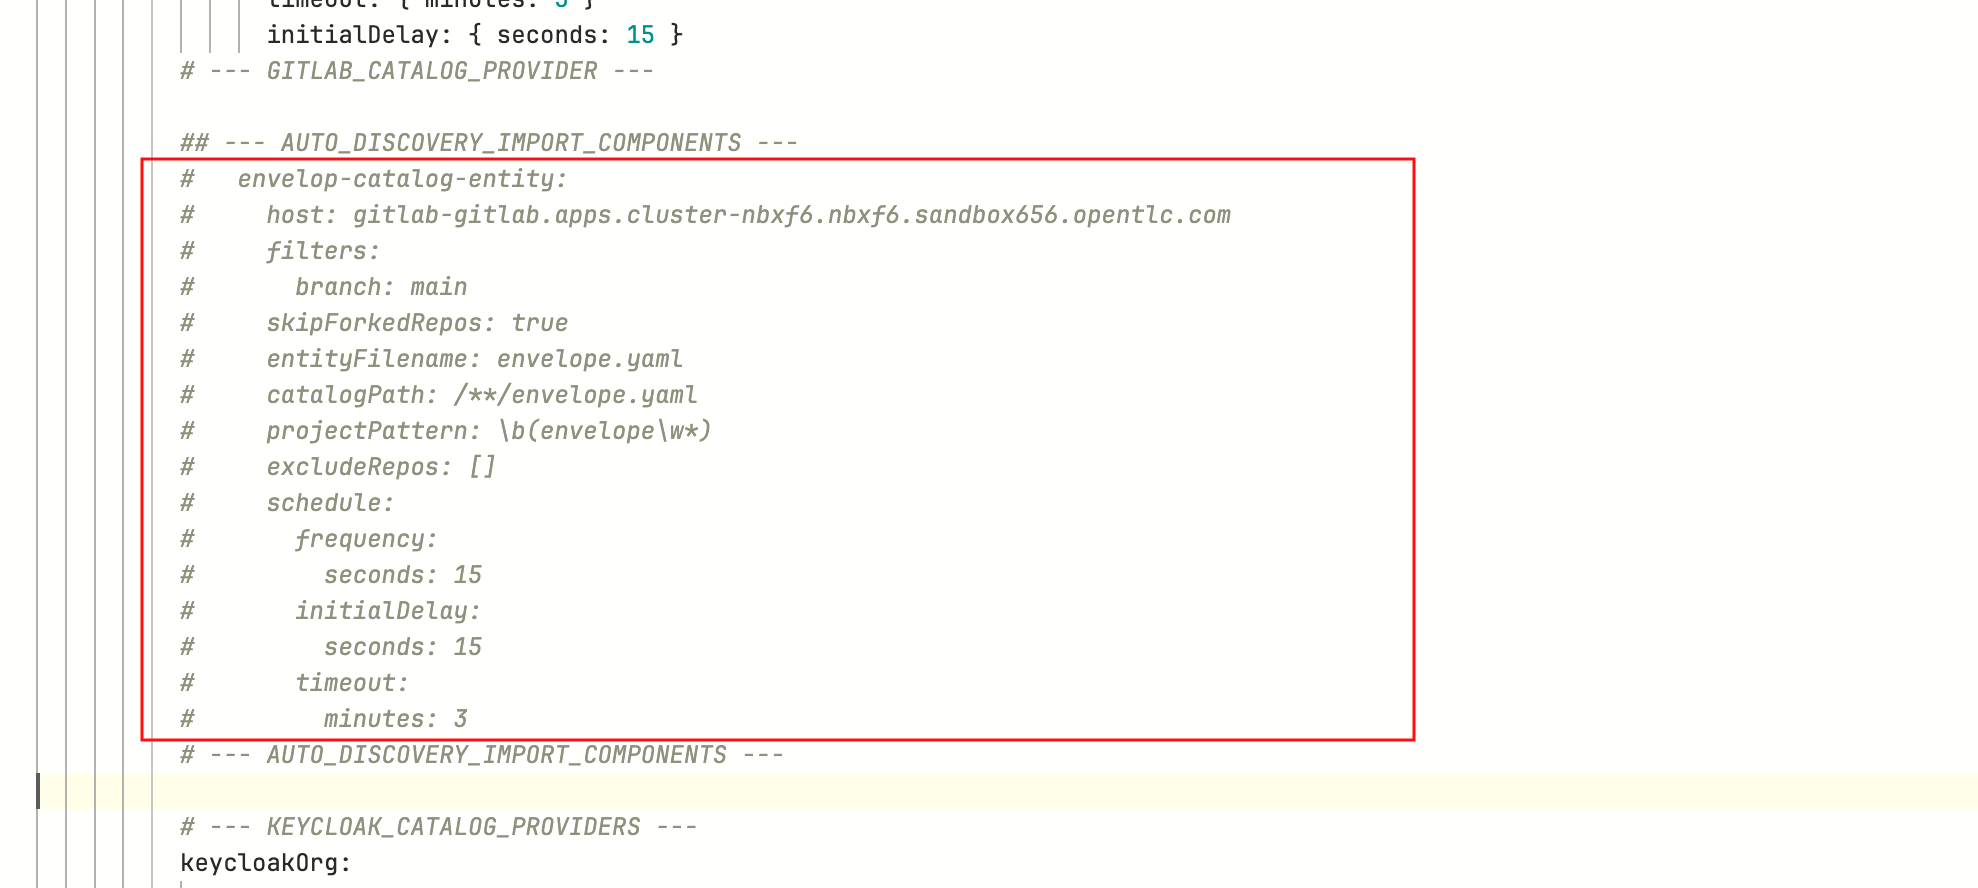 timeout: { minutes: 3 }
initialDelay: { seconds: 15 }
# --- GITLAB_CATALOG_PROVIDER ---
## --- AUTO_DISCOVERY_IMPORT_COMPONENTS ---
#   envelop-catalog-entity:
#     host: gitlab-gitlab.apps.cluster-nbxf6.nbxf6.sandbox656.opentlc.com
#     filters:
#       branch: main
#     skipForkedRepos: true
#     entityFilename: envelope.yaml
#     catalogPath: /**/envelope.yaml
#     projectPattern: \b(envelope\w*)
#     excludeRepos: []
#     schedule:
#       frequency:
#         seconds: 15
#       initialDelay:
#         seconds: 15
#       timeout:
#         minutes: 3
# --- AUTO_DISCOVERY_IMPORT_COMPONENTS ---
# --- KEYCLOAK_CATALOG_PROVIDERS ---
keycloakOrg: